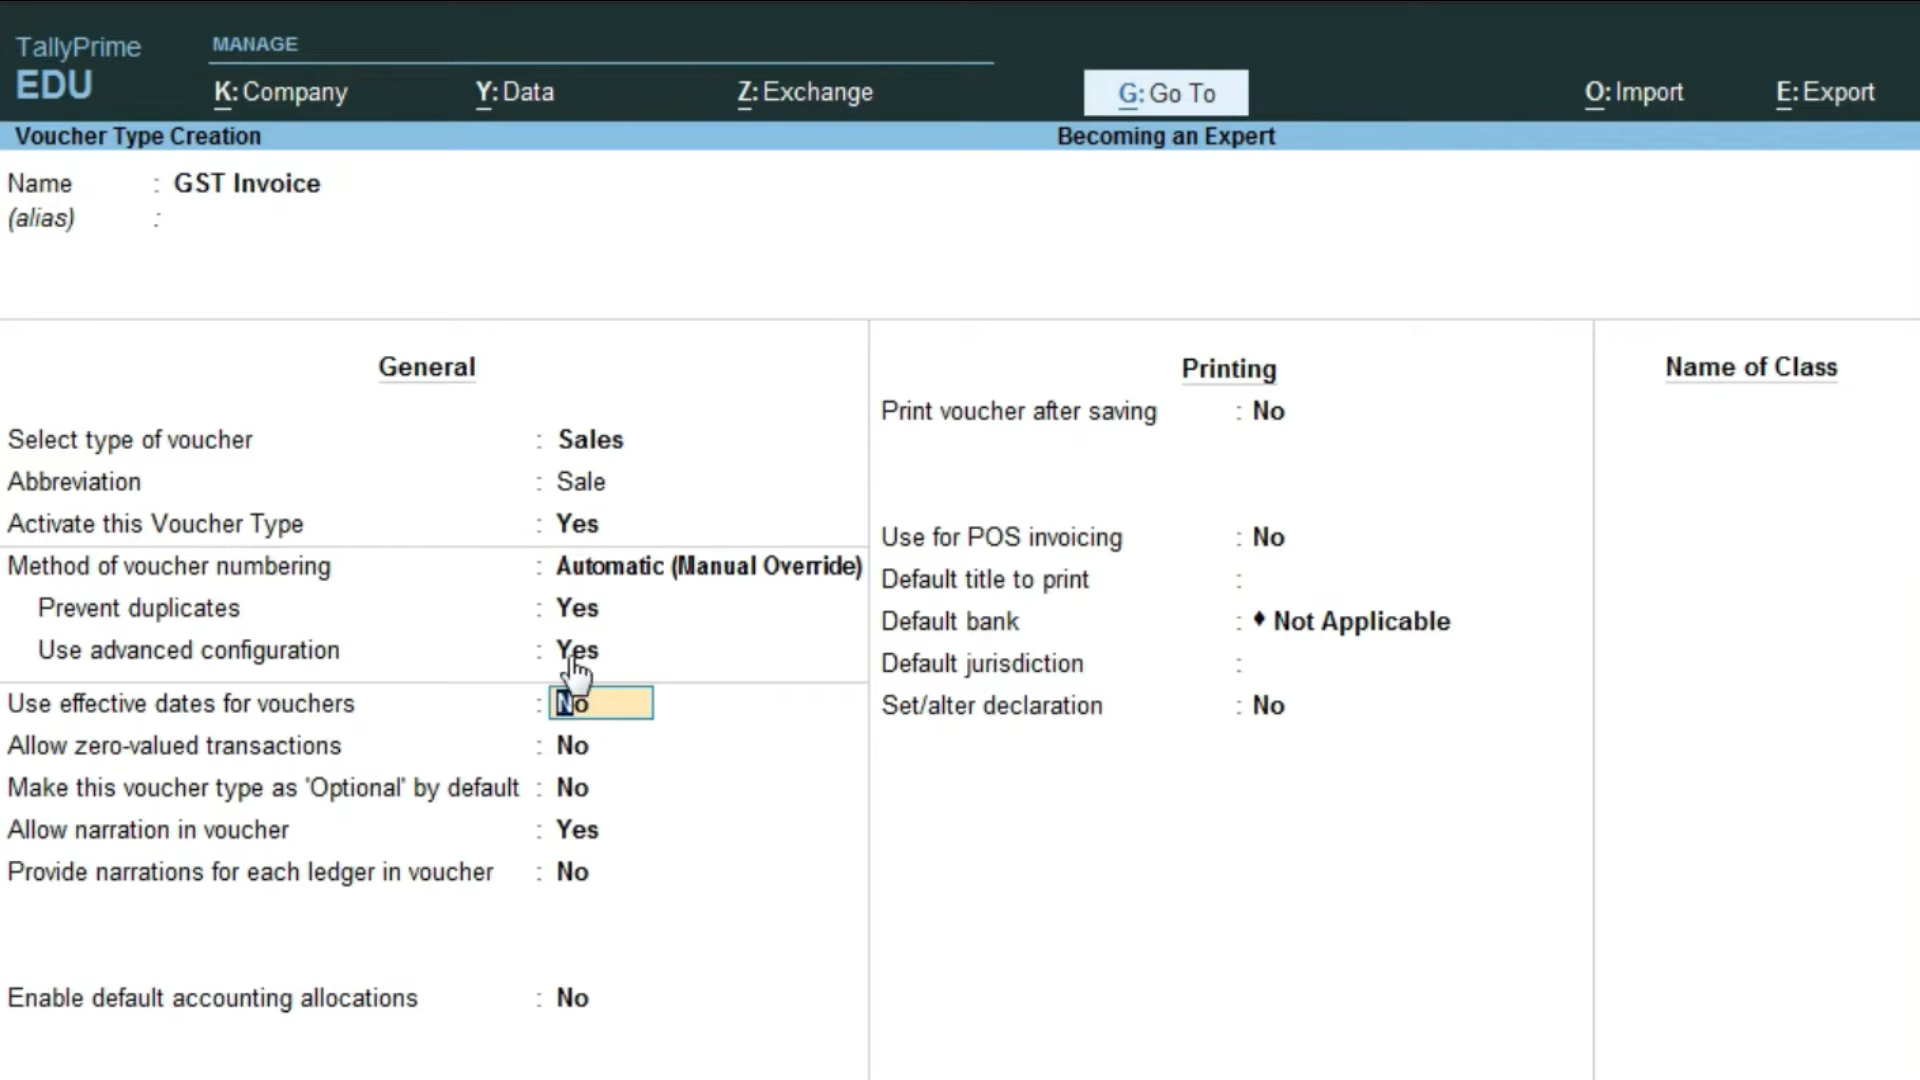 TallyPrime
EDU
MANAGE
K: Company Y: Data Z: Exchange G: Go To O: Import E: Export
Voucher Type Creation Becoming an Expert
Name : GST Invoice
(alias) :
General
Select type of voucher : Sales
Abbreviation : Sale
Activate this Voucher Type : Yes
Method of voucher numbering : Automatic (Manual Override)
Prevent duplicates : Yes
Use advanced configuration : Yes
Use effective dates for vouchers : No
Allow zero-valued transactions : No
Make this voucher type as 'Optional' by default : No
Allow narration in voucher : Yes
Provide narrations for each ledger in voucher : No
Enable default accounting allocations : No
Printing
Print voucher after saving : No
Use for POS invoicing : No
Default title to print :
Default bank : ♦ Not Applicable
Default jurisdiction :
Set/alter declaration : No
Name of Class